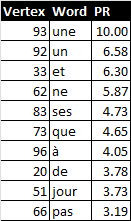 Vertex Word PR
93 une 10.00
92 un 6.58
33 et 6.30
62 ne 5.87
83 ses 4.73
73 que 4.65
96 à 4.05
20 de 3.78
51 jour 3.73
66 pas 3.19